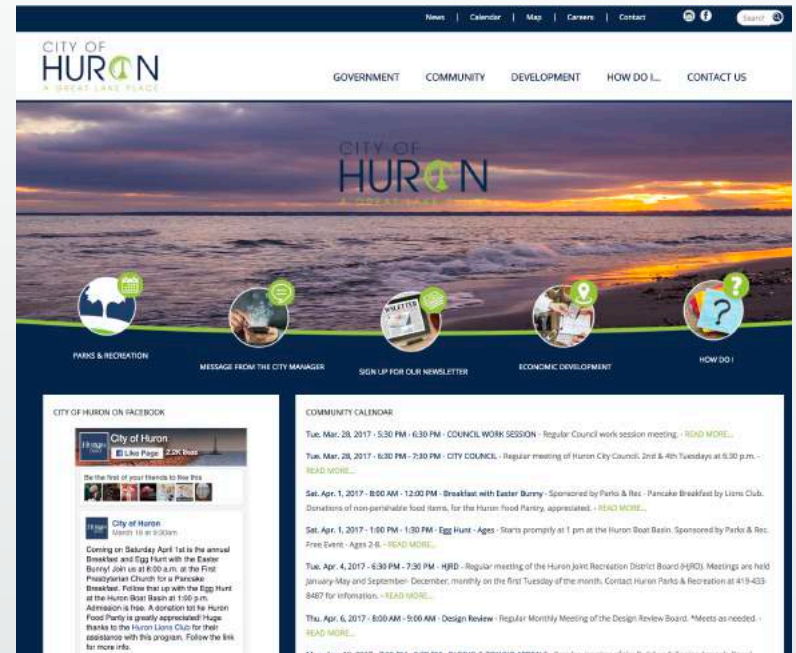 News | Calendar | Map | Careers | Contact
Search
CITY OF
HURON
A GREAT LAKE PLACE
GOVERNMENT COMMUNITY DEVELOPMENT HOW DO I... CONTACT US
CITY OF
HURON
A GREAT LAKE PLACE
PARKS & RECREATION
MESSAGE FROM THE CITY MANAGER
SIGN UP FOR OUR NEWSLETTER
ECONOMIC DEVELOPMENT
HOW DO I
CITY OF HURON ON FACEBOOK
City of Huron
Like Page 2.2K likes
Be the first of your friends to like this
City of Huron
March 18 at 9:30am
Coming on Saturday April 1st is the annual
Breakfast and Egg Hunt with the Easter
Bunny! Join us at 8:00 a.m. at the First
Presbyterian Church for a Pancake
Breakfast. Follow that up with the Egg Hunt
at the Huron Boat Basin at 1:00 p.m.
Admission is free. A donation tot he Huron
Food Panty is greatly appreciated! Huge
thanks to the Huron Lions Club for their
assistance with this program. Follow the link
for more info.
COMMUNITY CALENDAR
Tue. Mar. 28, 2017 - 5:30 PM - 6:30 PM - COUNCIL WORK SESSION - Regular Council work session meeting. - READ MORE...
Tue. Mar. 28, 2017 - 6:30 PM - 7:30 PM - CITY COUNCIL - Regular meeting of Huron City Council. 2nd & 4th Tuesdays at 6:30 p.m. -
READ MORE...
Sat. Apr. 1, 2017 - 8:00 AM - 12:00 PM - Breakfast with Easter Bunny - Sponsored by Parks & Rec - Pancake Breakfast by Lions Club.
Donations of non-perishable food items, for the Huron Food Pantry, appreciated. - READ MORE...
Sat. Apr. 1, 2017 - 1:00 PM - 1:30 PM - Egg Hunt - Ages - Starts promptly at 1 pm at the Huron Boat Basin. Sponsored by Parks & Rec.
Free Event - Ages 2-8. - READ MORE...
Tue. Apr. 4, 2017 - 6:30 PM - 7:30 PM - HJRD - Regular meeting of the Huron Joint Recreation District Board (HJRD). Meetings are held
January-May and September- December, monthly on the first Tuesday of the month. Contact Huron Parks & Recreation at 419-433-
8487 for infomation. - READ MORE...
Thu. Apr. 6, 2017 - 8:00 AM - 9:00 AM - Design Review - Regular Monthly Meeting of the Design Review Board. *Meets as needed. -
READ MORE...